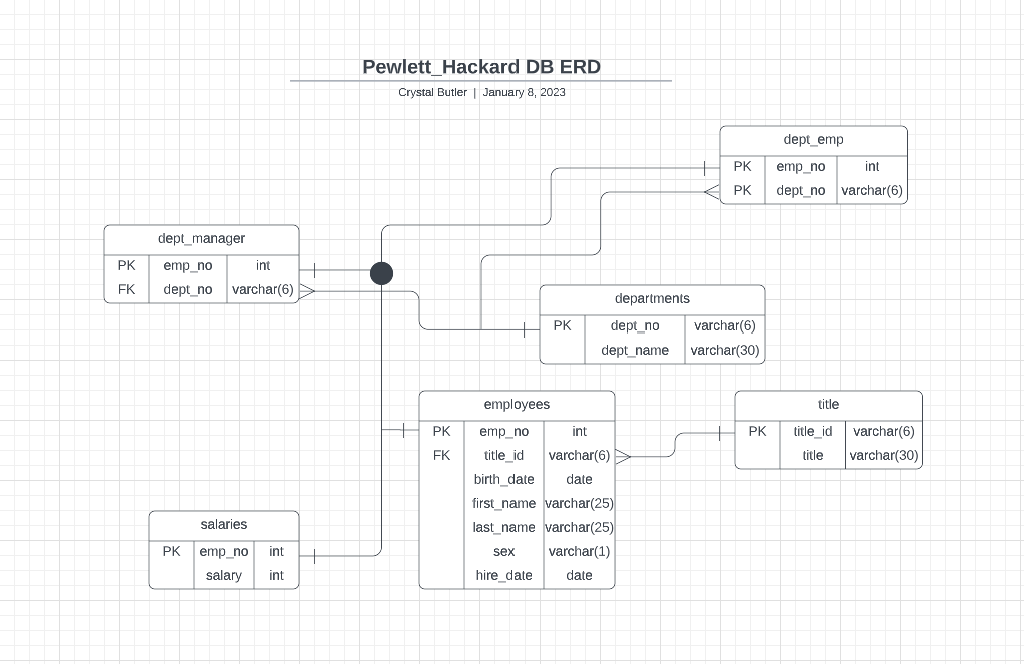 Pewlett_Hackard DB ERD
Crystal Butler | January 8, 2023
dept_emp
PK emp_no int
PK dept_no varchar(6)
dept_manager
PK emp_no int
FK dept_no varchar(6)
departments
PK dept_no varchar(6)
dept_name varchar(30)
employees
PK emp_no int
FK title_id varchar(6)
birth_date date
first_name varchar(25)
last_name varchar(25)
sex varchar(1)
hire_date date
title
PK title_id varchar(6)
title varchar(30)
salaries
PK emp_no int
salary int